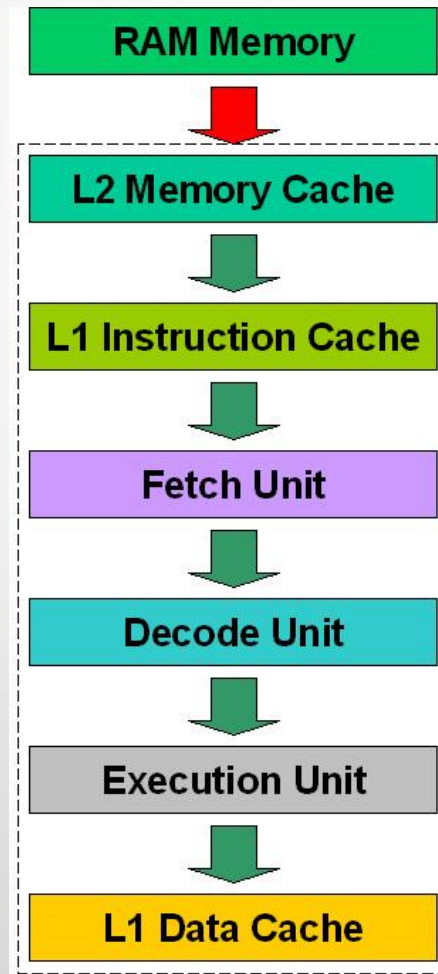 RAM Memory
L2 Memory Cache
L1 Instruction Cache
Fetch Unit
Decode Unit
Execution Unit
L1 Data Cache